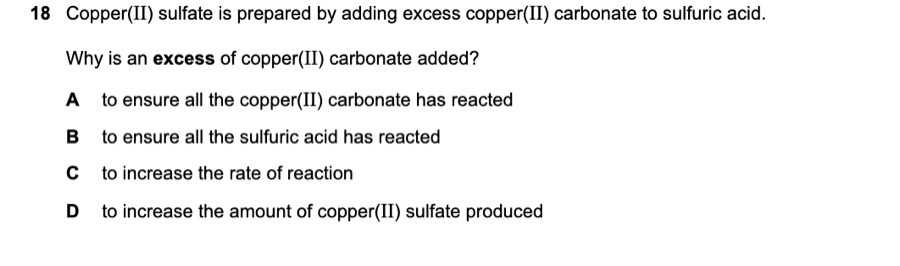 18 Copper(II) sulfate is prepared by adding excess copper(II) carbonate to sulfuric acid.
Why is an excess of copper(II) carbonate added?
A to ensure all the copper(II) carbonate has reacted
B to ensure all the sulfuric acid has reacted
C to increase the rate of reaction
D to increase the amount of copper(II) sulfate produced